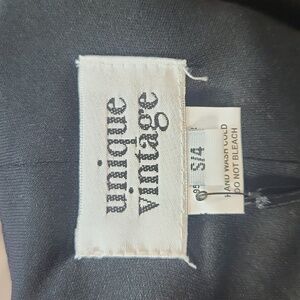 unique
vintage
S/4
HAND WASH COLD
DO NOT BLEACH